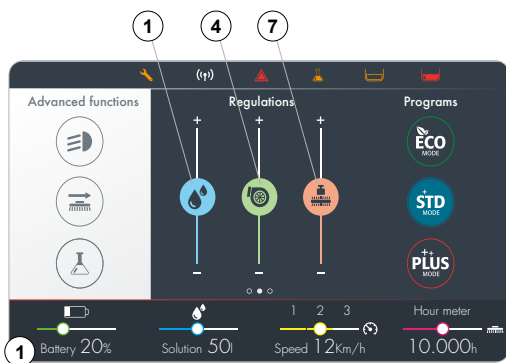 1 4 7
Advanced functions Regulations Programs
+ + +
ECO
MODE
+
STD
MODE
++
PLUS
MODE
- - -
1 2 3 Hour meter
1 Battery 20% Solution 50l Speed 12Km/h 10.000h